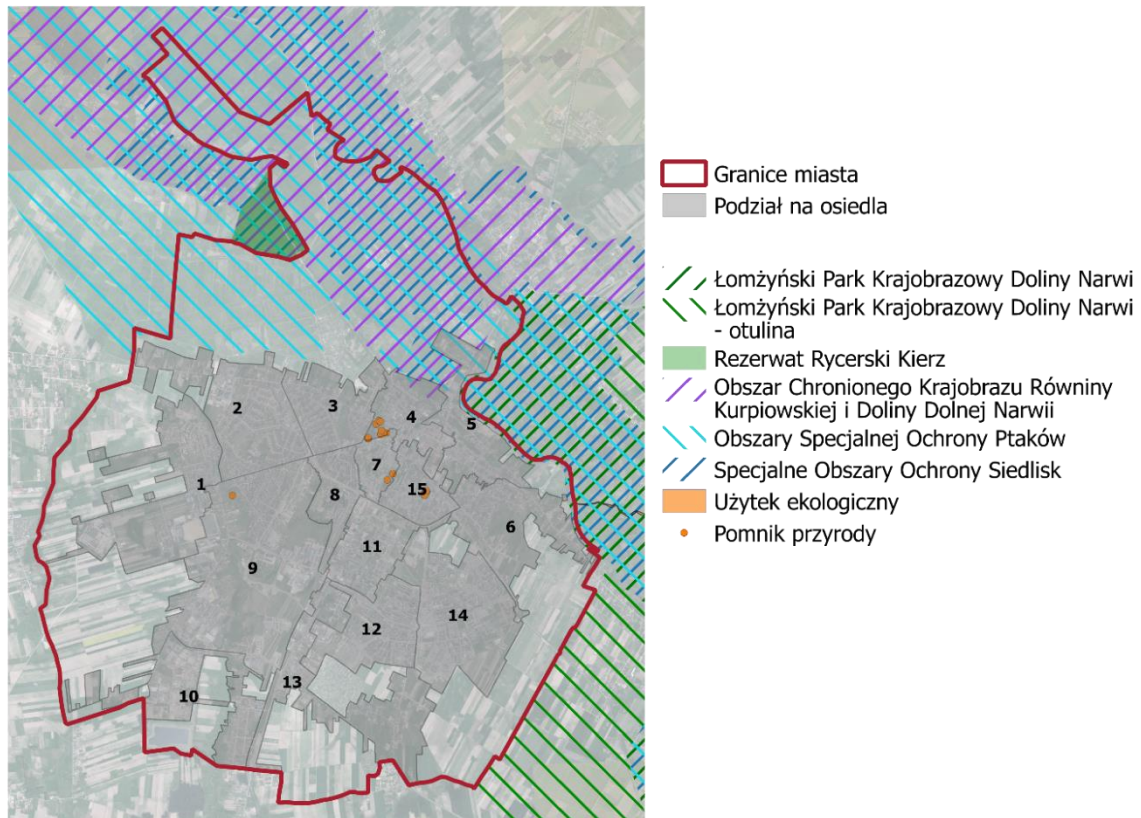 Granice miasta
Podział na osiedla
Łomżyński Park Krajobrazowy Doliny Narwi
Łomżyński Park Krajobrazowy Doliny Narwi
- otulina
Rezerwat Rycerski Kierz
Obszar Chronionego Krajobrazu Równiny
Kurpiowskiej i Doliny Dolnej Narwii
Obszary Specjalnej Ochrony Ptaków
Specjalne Obszary Ochrony Siedlisk
Użytek ekologiczny
Pomnik przyrody
2
3
4
5
7
1
8
15
6
11
9
12
14
10
13